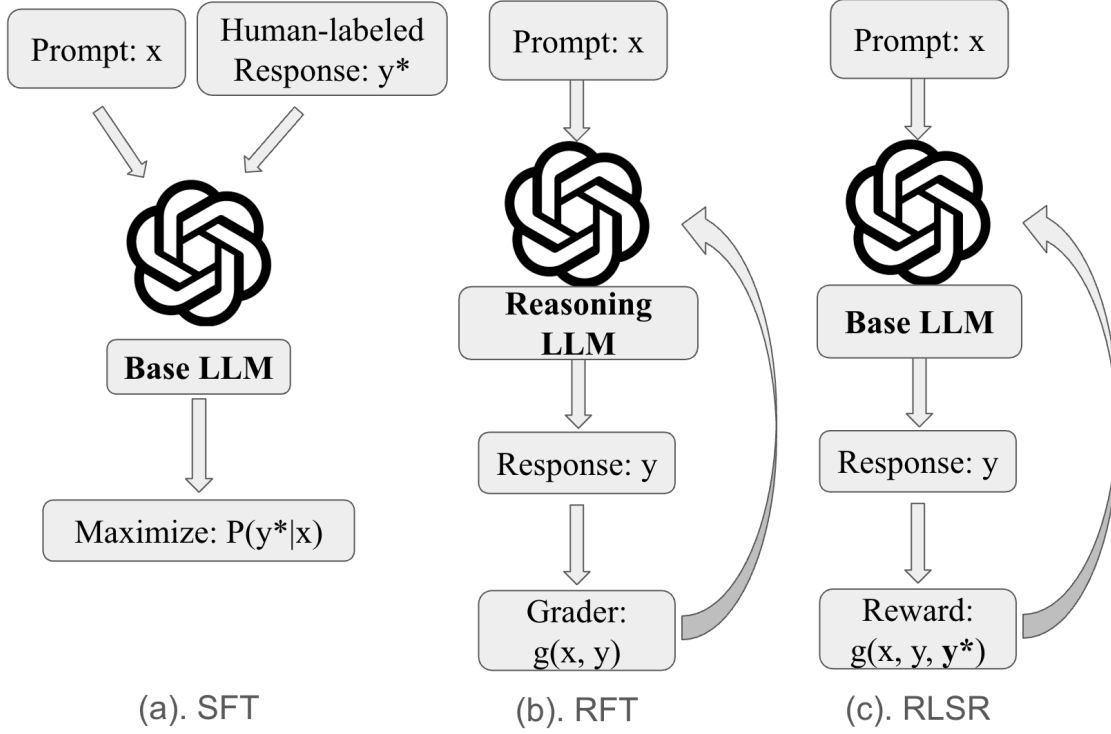 Prompt: x
Human-labeled
Response: y*
Base LLM
Maximize: P(y*|x)
(a). SFT
Prompt: x
Reasoning
LLM
Response: y
Grader:
g(x, y)
(b). RFT
Prompt: x
Base LLM
Response: y
Reward:
g(x, y, y*)
(c). RLSR